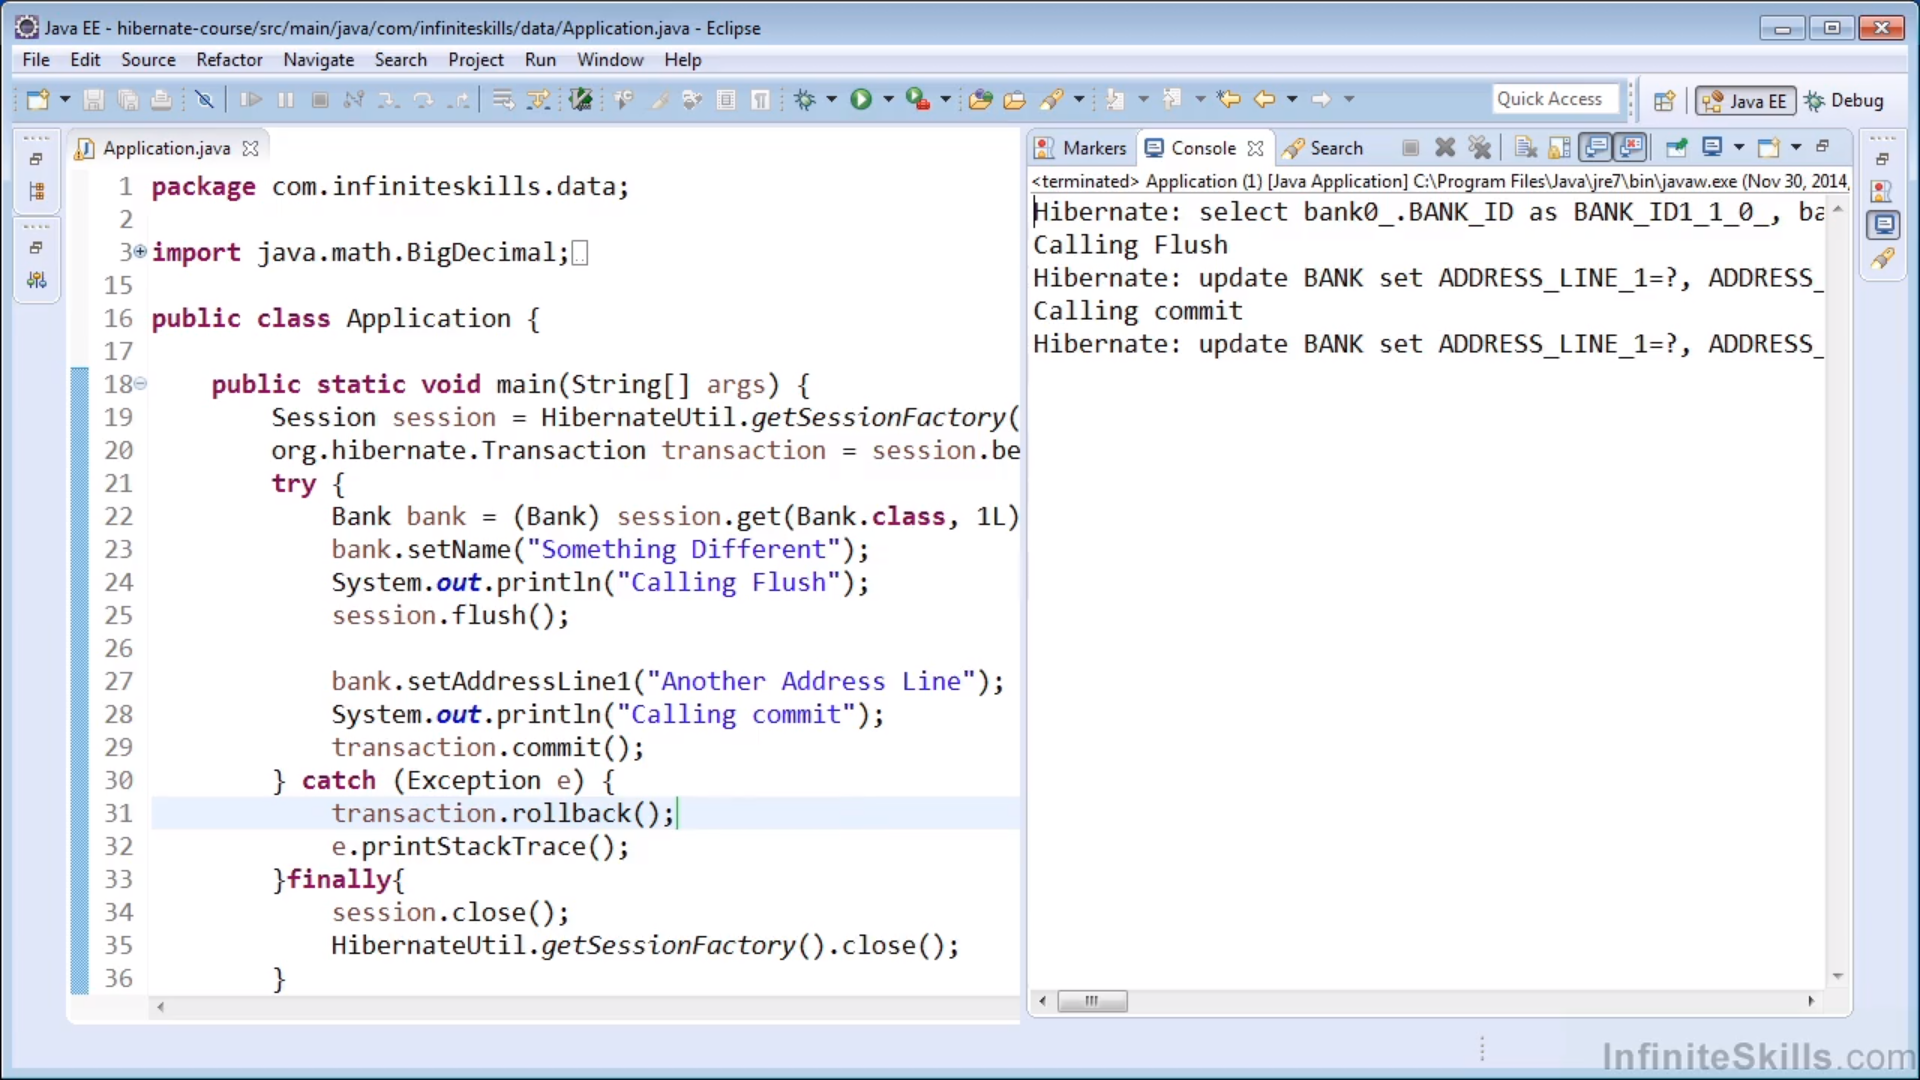 Java EE - hibernate-course/src/main/java/com/infiniteskills/data/Application.java - Eclipse
File Edit Source Refactor Navigate Search Project Run Window Help
Quick Access
Java EE
Debug
Application.java
1 package com.infiniteskills.data;
2
3 import java.math.BigDecimal;
15
16 public class Application {
17
18 public static void main(String[] args) {
19 Session session = HibernateUtil.getSessionFactory(
20 org.hibernate.Transaction transaction = session.be
21 try {
22 Bank bank = (Bank) session.get(Bank.class, 1L)
23 bank.setName("Something Different");
24 System.out.println("Calling Flush");
25 session.flush();
26
27 bank.setAddressLine1("Another Address Line");
28 System.out.println("Calling commit");
29 transaction.commit();
30 } catch (Exception e) {
31 transaction.rollback();
32 e.printStackTrace();
33 }finally{
34 session.close();
35 HibernateUtil.getSessionFactory().close();
36 }
Markers Console Search
<terminated> Application (1) [Java Application] C:\Program Files\Java\jre7\bin\javaw.exe (Nov 30, 2014,
Hibernate: select bank0_.BANK_ID as BANK_ID1_1_0_, ba
Calling Flush
Hibernate: update BANK set ADDRESS_LINE_1=?, ADDRESS_
Calling commit
Hibernate: update BANK set ADDRESS_LINE_1=?, ADDRESS_
InfiniteSkills.com